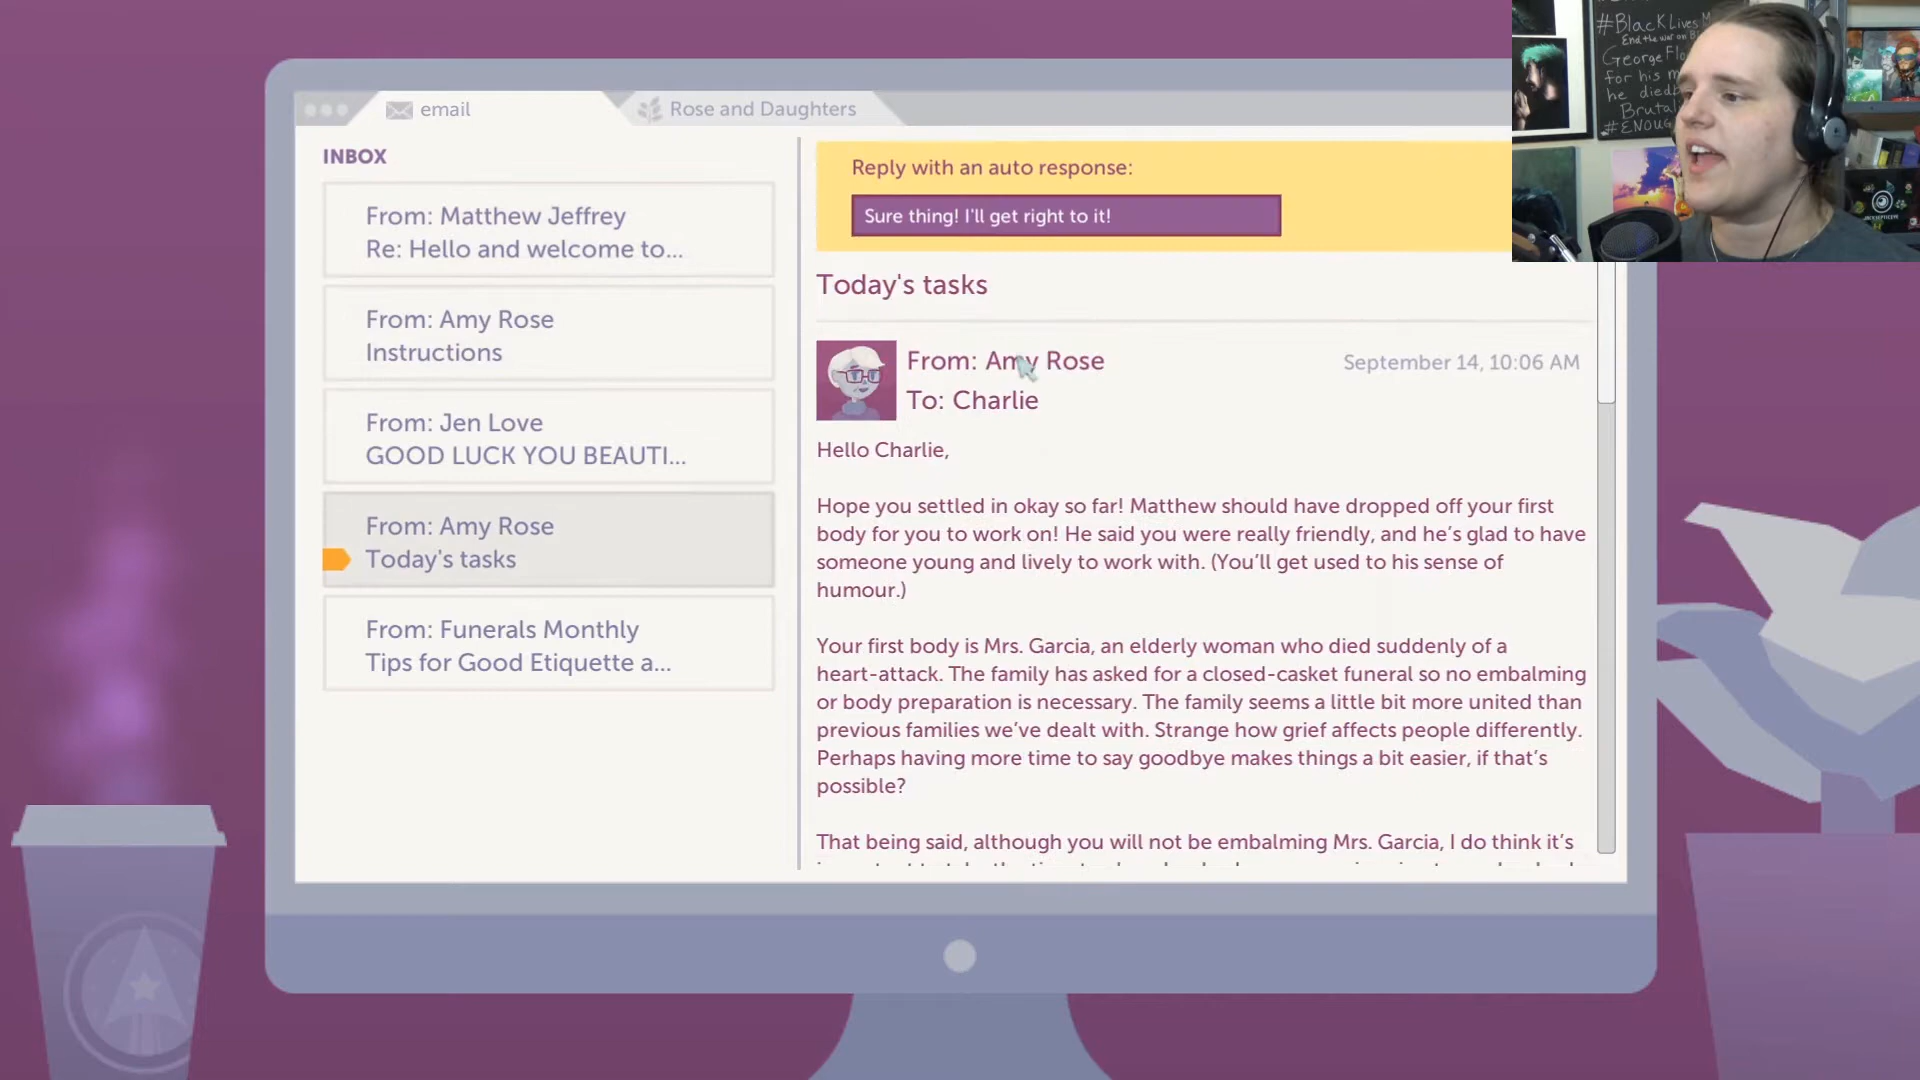 email
Rose and Daughters
INBOX
From: Matthew Jeffrey
Re: Hello and welcome to...
From: Amy Rose
Instructions
From: Jen Love
GOOD LUCK YOU BEAUTI...
From: Amy Rose
Today's tasks
From: Funerals Monthly
Tips for Good Etiquette a...
Reply with an auto response:
Sure thing! I'll get right to it!
Today's tasks
From: Amy Rose
September 14, 10:06 AM
To: Charlie
Hello Charlie,
Hope you settled in okay so far! Matthew should have dropped off your first
body for you to work on! He said you were really friendly, and he's glad to have
someone young and lively to work with. (You'll get used to his sense of
humour.)
Your first body is Mrs. Garcia, an elderly woman who died suddenly of a
heart-attack. The family has asked for a closed-casket funeral so no embalming
or body preparation is necessary. The family seems a little bit more united than
previous families we've dealt with. Strange how grief affects people differently.
Perhaps having more time to say goodbye makes things a bit easier, if that's
possible?
That being said, although you will not be embalming Mrs. Garcia, I do think it's
#BlackLives
End the war on
George
for his
he died